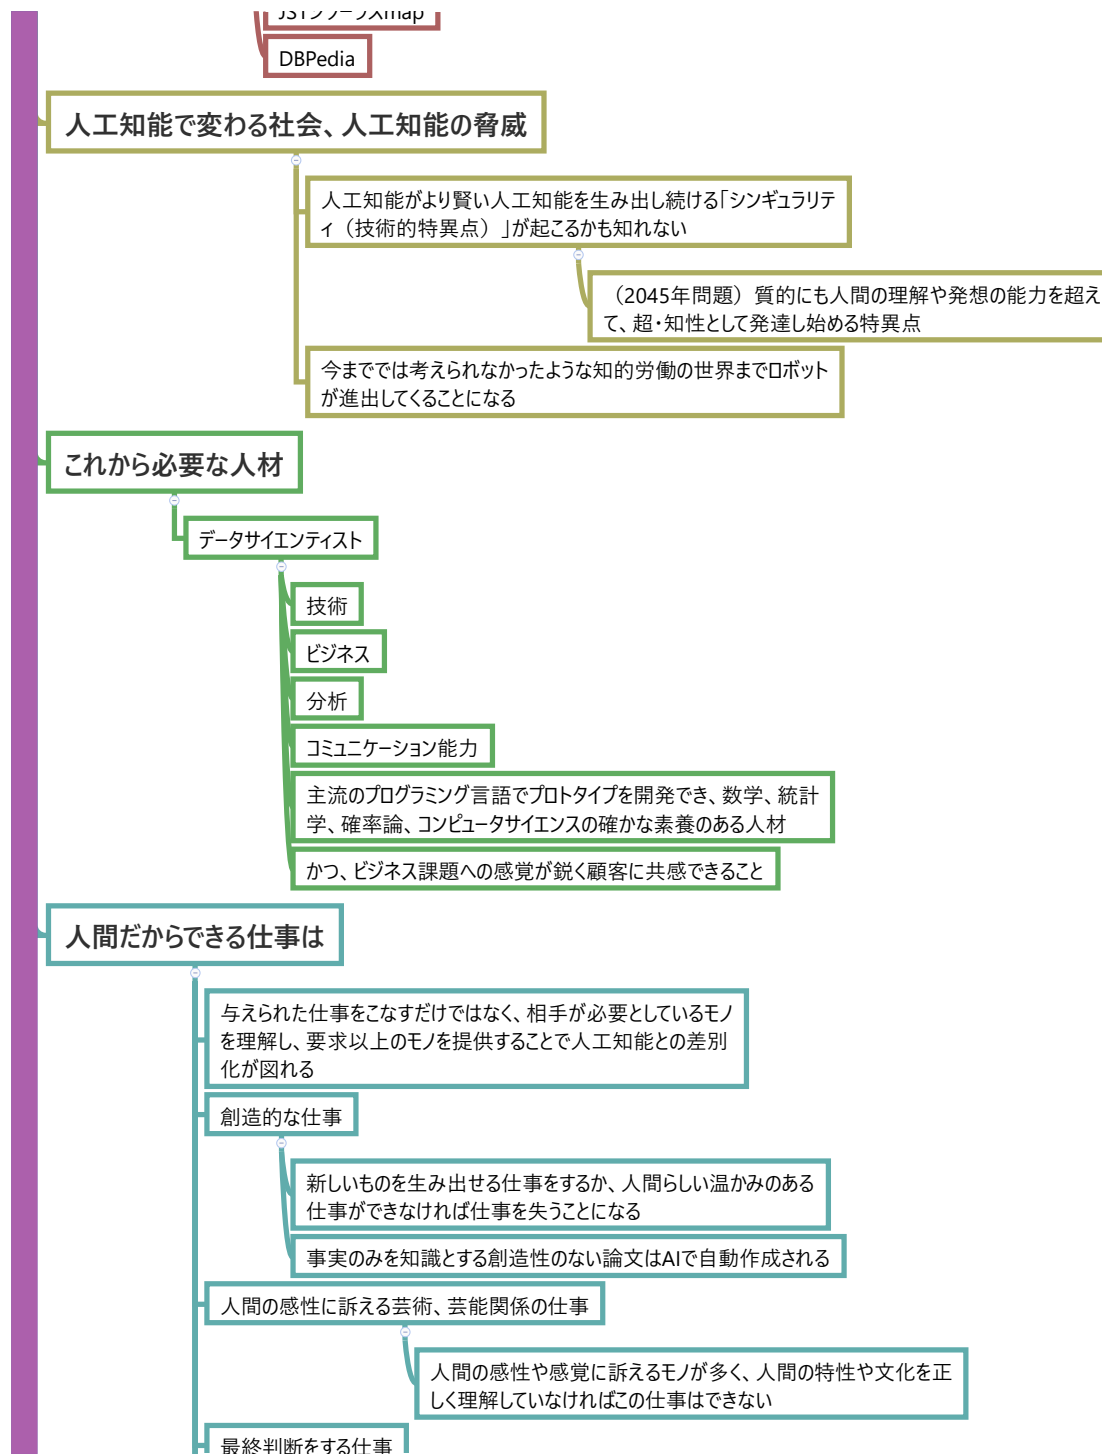 JSTシソーラスmap
DBPedia
人工知能で変わる社会、人工知能の脅威
人工知能がより賢い人工知能を生み出し続ける「シンギュラリテ
ィ（技術的特異点）」が起こるかも知れない
（2045年問題）質的にも人間の理解や発想の能力を超え
て、超・知性として発達し始める特異点
今まででは考えられなかったような知的労働の世界までロボット
が進出してくることになる
これから必要な人材
データサイエンティスト
技術
ビジネス
分析
コミュニケーション能力
主流のプログラミング言語でプロトタイプを開発でき、数学、統計
学、確率論、コンピュータサイエンスの確かな素養のある人材
かつ、ビジネス課題への感覚が鋭く顧客に共感できること
人間だからできる仕事は
与えられた仕事をこなすだけではなく、相手が必要としているモノ
を理解し、要求以上のモノを提供することで人工知能との差別
化が図れる
創造的な仕事
新しいものを生み出せる仕事をするか、人間らしい温かみのある
仕事ができなければ仕事を失うことになる
事実のみを知識とする創造性のない論文はAIで自動作成される
人間の感性に訴える芸術、芸能関係の仕事
人間の感性や感覚に訴えるモノが多く、人間の特性や文化を正
しく理解していなければこの仕事はできない
最終判断をする仕事